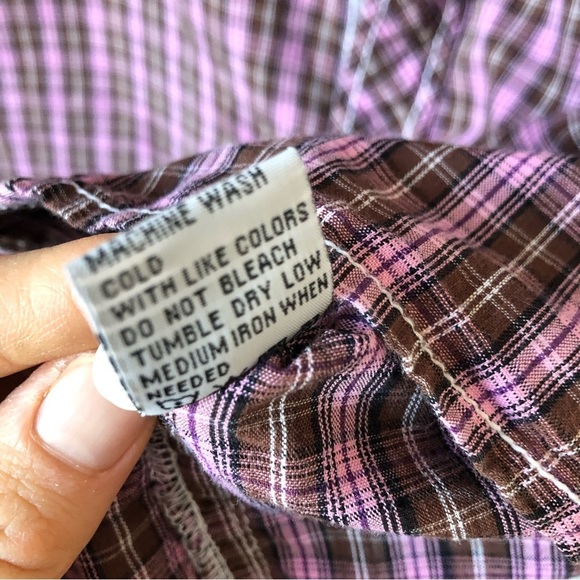 MACHINE WASH
COLD
WITH LIKE COLORS
DO NOT BLEACH
TUMBLE DRY LOW
MEDIUM IRON WHEN
NEEDED